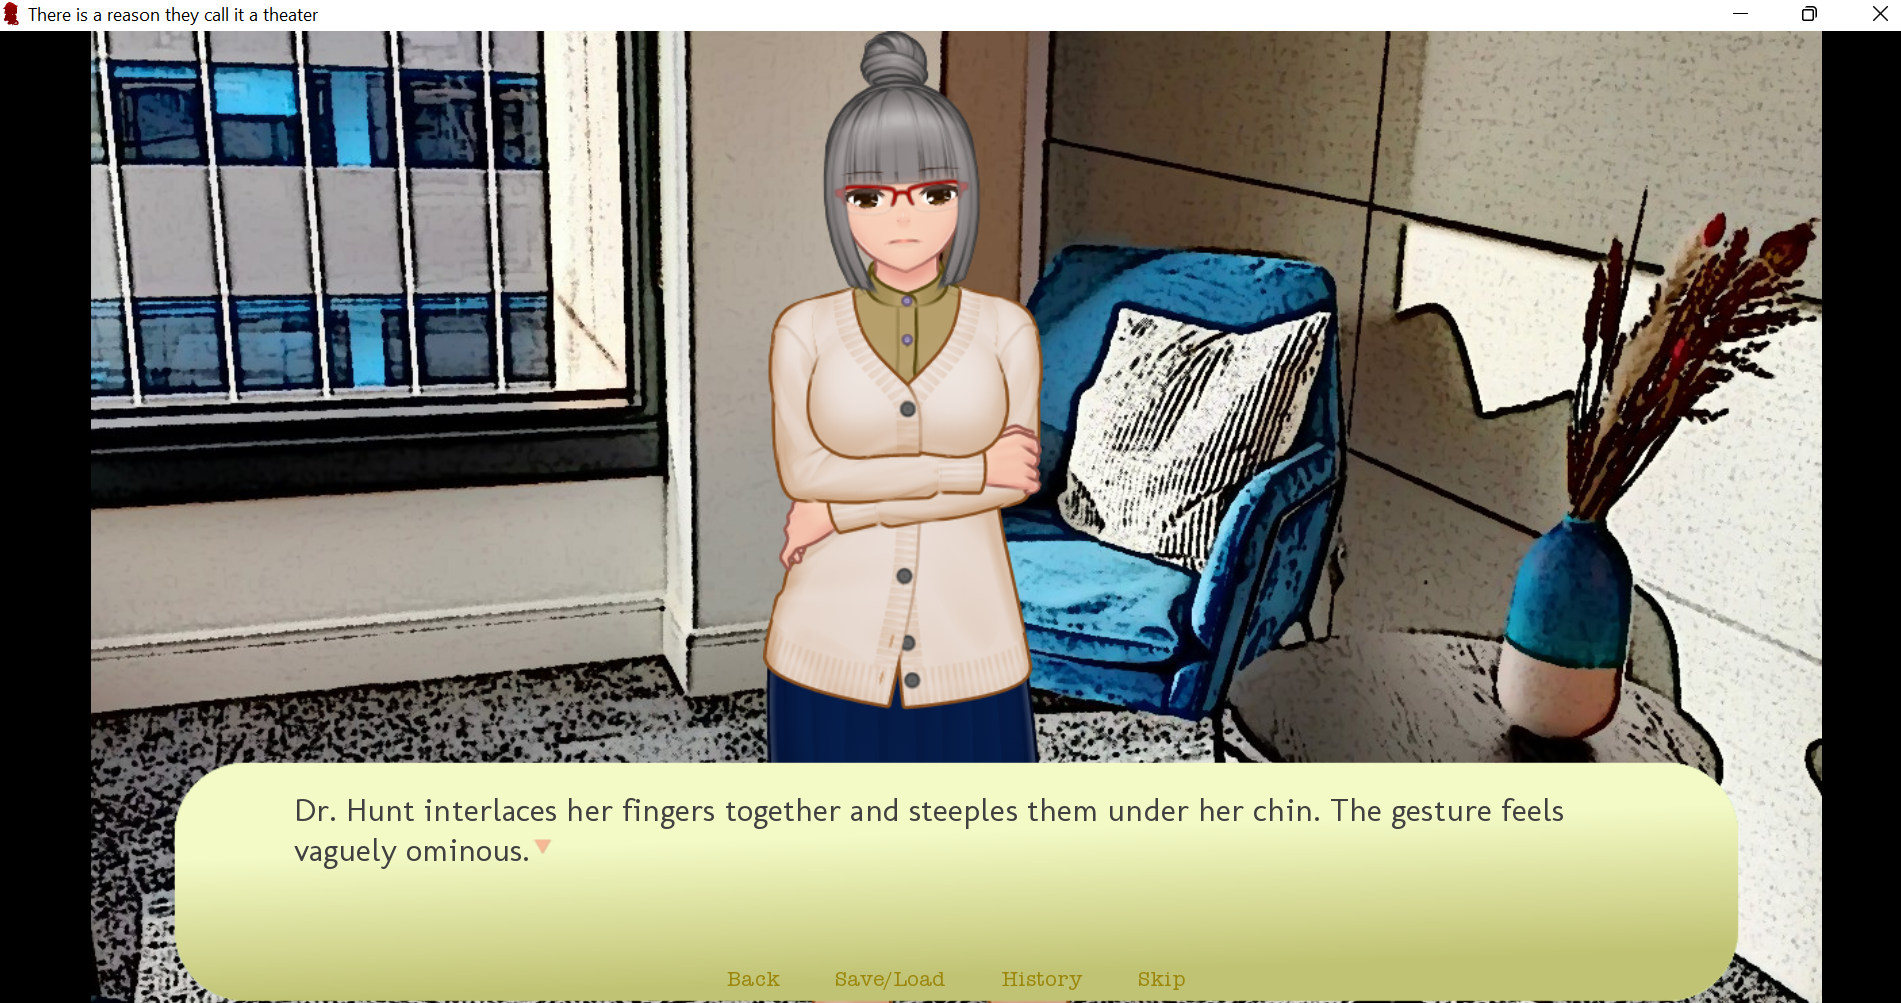 There is a reason they call it a theater
Dr. Hunt interlaces her fingers together and steeples them under her chin. The gesture feels
vaguely ominous.
Back Save/Load History Skip